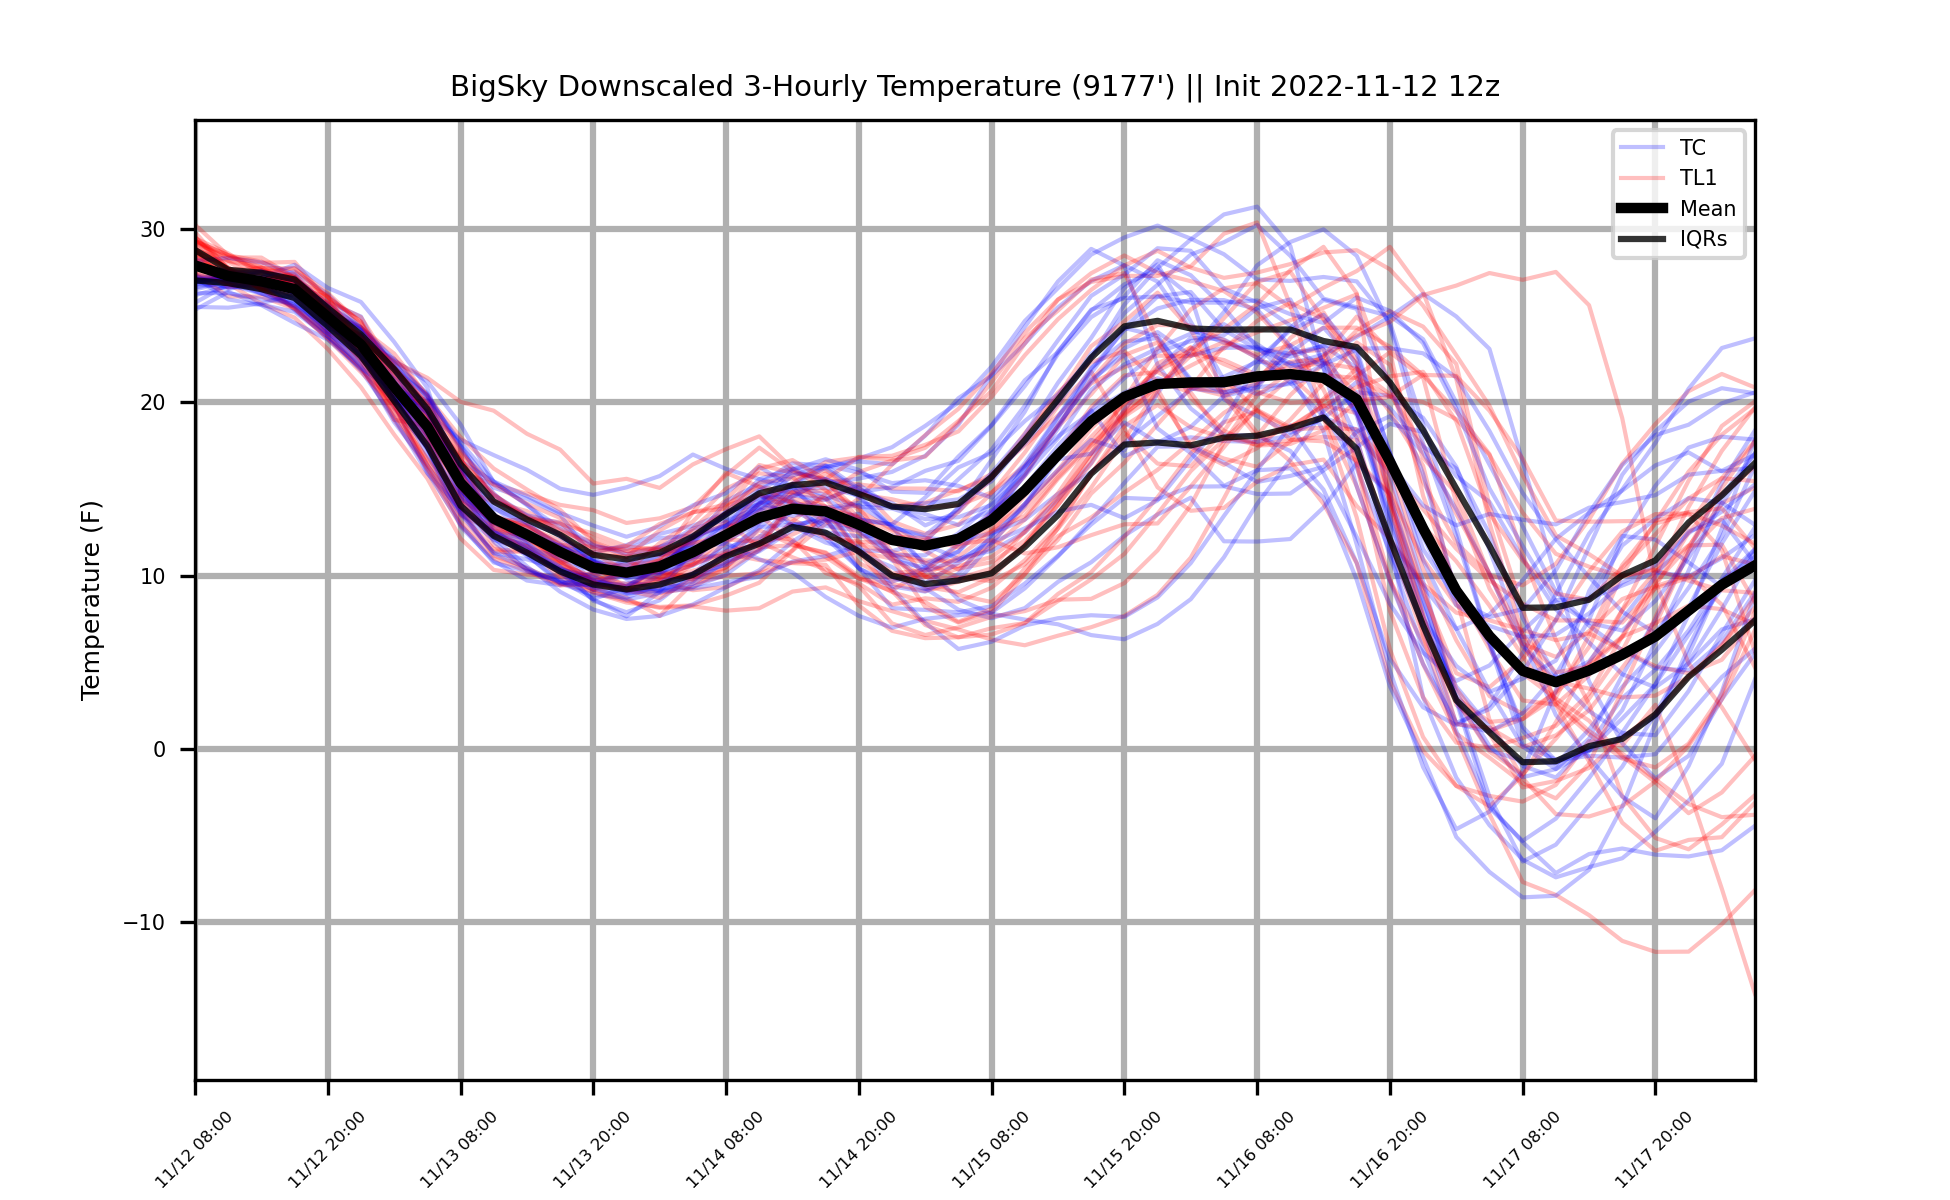 BigSky Downscaled 3-Hourly Temperature (9177') || Init 2022-11-12 12z
TC
TL1
Mean
IQRs
Temperature (F)
30
20
10
0
−10
11/12 08:00
11/12 20:00
11/13 08:00
11/13 20:00
11/14 08:00
11/14 20:00
11/15 08:00
11/15 20:00
11/16 08:00
11/16 20:00
11/17 08:00
11/17 20:00